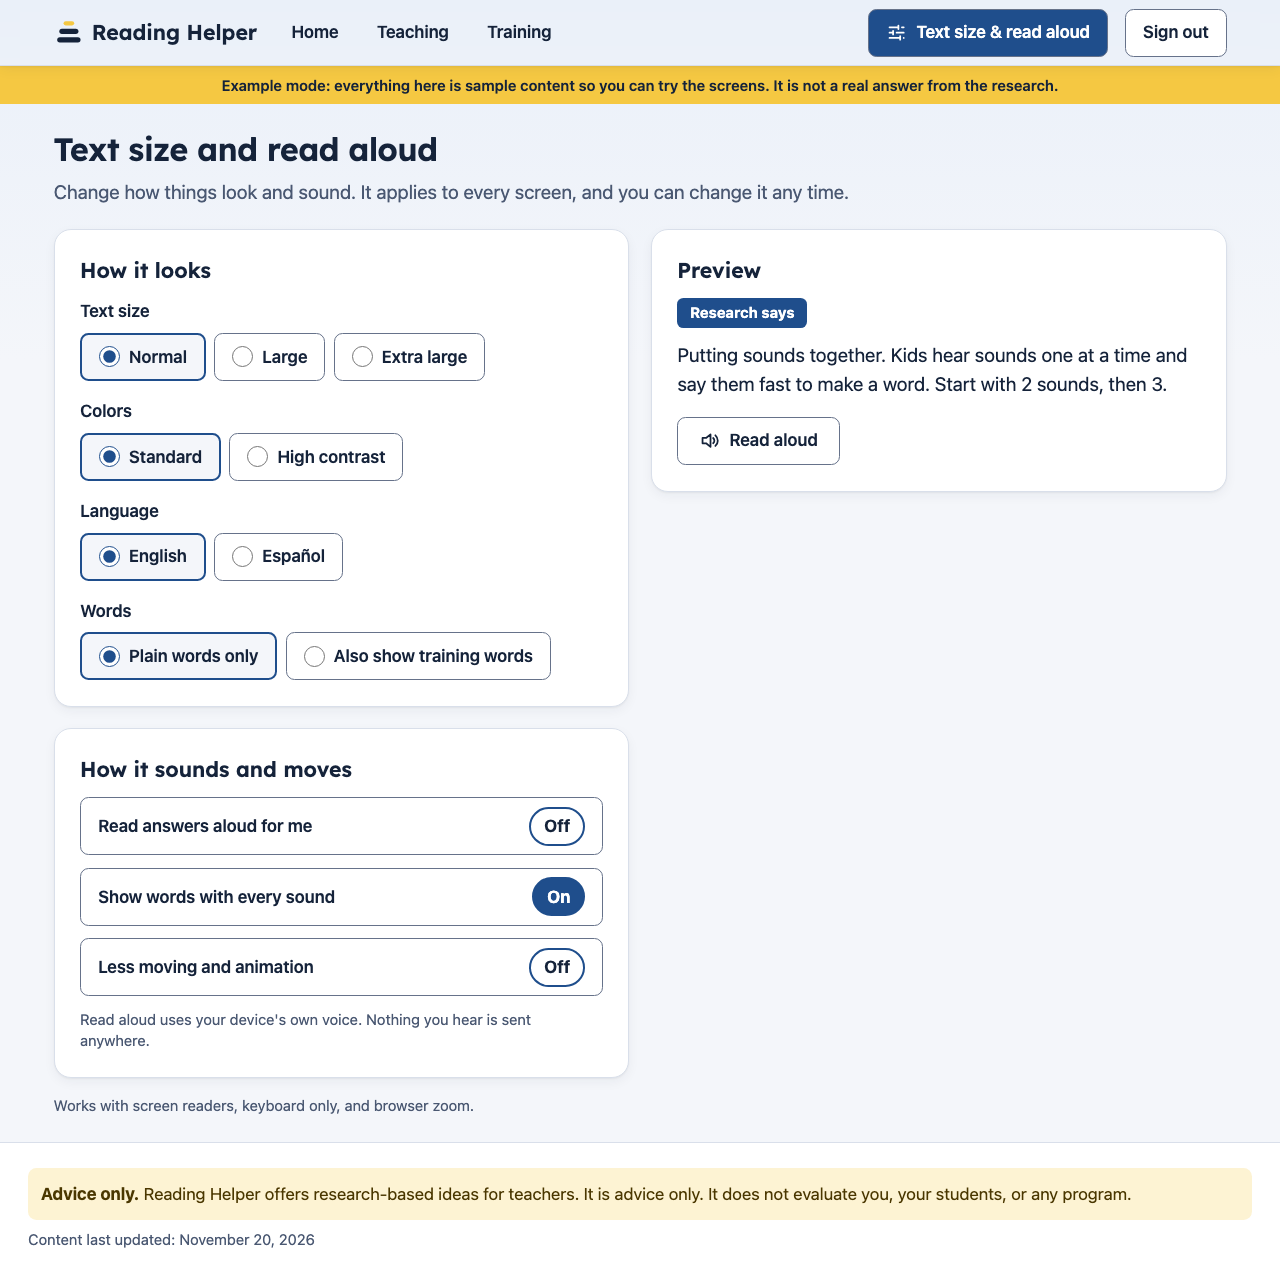 Reading Helper
Home
Teaching
Training
Text size & read aloud
Sign out
Example mode: everything here is sample content so you can try the screens. It is not a real answer from the research.
Text size and read aloud
Change how things look and sound. It applies to every screen, and you can change it any time.
How it looks
Text size
Normal
Large
Extra large
Colors
Standard
High contrast
Language
English
Español
Words
Plain words only
Also show training words
How it sounds and moves
Read answers aloud for me
Off
Show words with every sound
On
Less moving and animation
Off
Read aloud uses your device's own voice. Nothing you hear is sent
anywhere.
Works with screen readers, keyboard only, and browser zoom.
Preview
Research says
Putting sounds together. Kids hear sounds one at a time and
say them fast to make a word. Start with 2 sounds, then 3.
Read aloud
Advice only. Reading Helper offers research-based ideas for teachers. It is advice only. It does not evaluate you, your students, or any program.
Content last updated: November 20, 2026